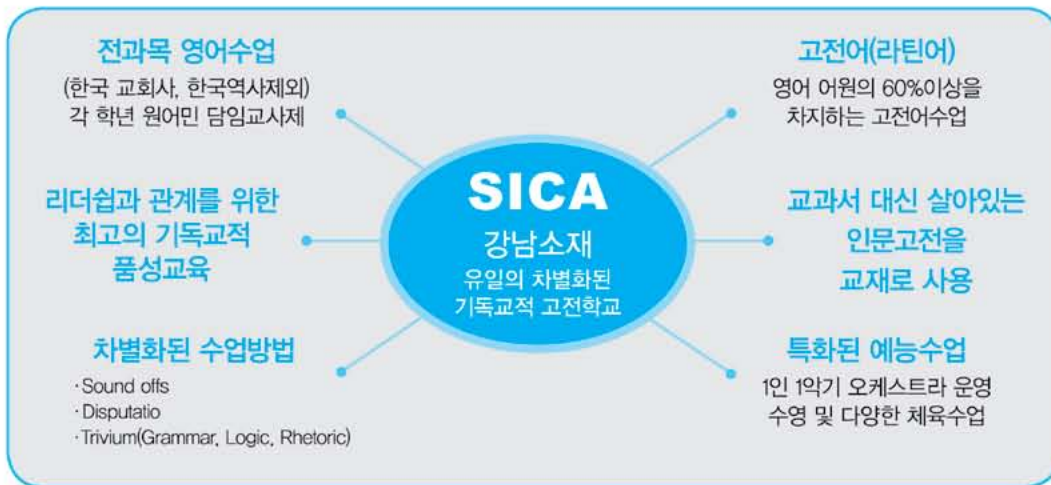 전과목 영어수업
(한국 교회사, 한국역사제외)
각 학년 원어민 담임교사제
고전어(라틴어)
영어 어원의 60%이상을
차지하는 고전어수업
리더쉽과 관계를 위한
최고의 기독교적
품성교육
SICA
강남소재
유일의 차별화된
기독교적 고전학교
교과서 대신 살아있는
인문고전을
교재로 사용
차별화된 수업방법
·Sound offs
·Disputatio
·Trivium(Grammar, Logic, Rhetoric)
특화된 예능수업
1인 1악기 오케스트라 운영
수영 및 다양한 체육수업